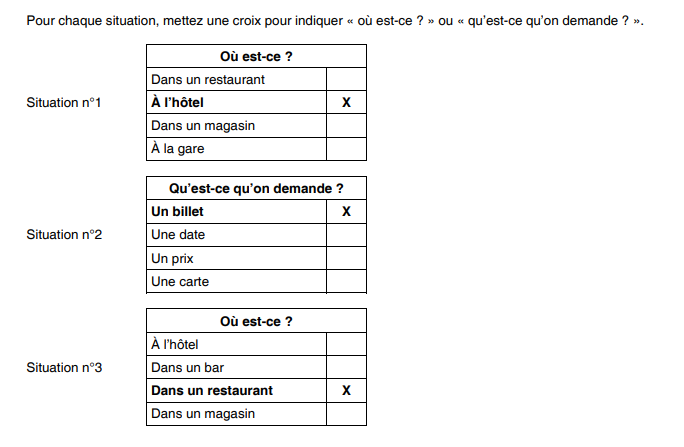 Pour chaque situation, mettez une croix pour indiquer « où est-ce ? » ou « qu’est-ce qu’on demande ? ».
Où est-ce ?
Dans un restaurant
Situation n°1 À l’hôtel X
Dans un magasin
À la gare
Qu’est-ce qu’on demande ?
Un billet X
Situation n°2 Une date
Un prix
Une carte
Où est-ce ?
À l’hôtel
Situation n°3 Dans un bar
Dans un restaurant X
Dans un magasin